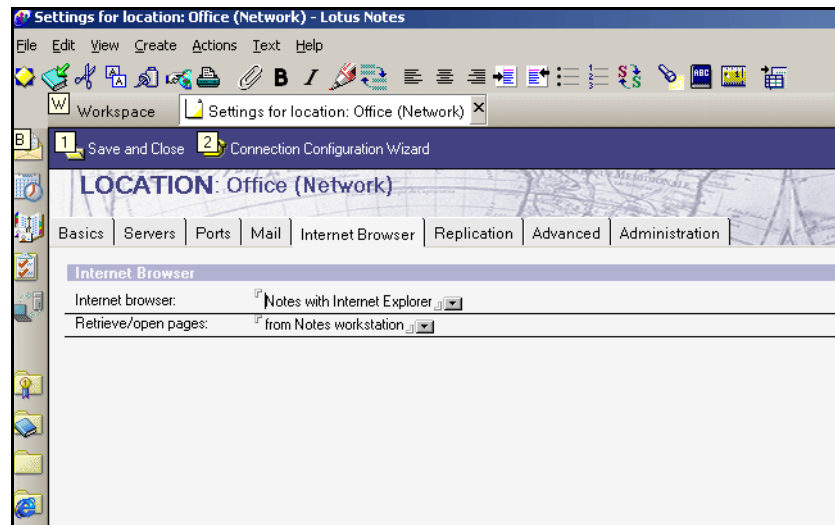 Settings for location: Office (Network) - Lotus Notes
File Edit View Create Actions Text Help
W Workspace Settings for location: Office (Network)
B 1 Save and Close 2 Connection Configuration Wizard
LOCATION: Office (Network)
Basics Servers Ports Mail Internet Browser Replication Advanced Administration
Internet Browser
Internet browser: Notes with Internet Explorer
Retrieve/open pages: from Notes workstation